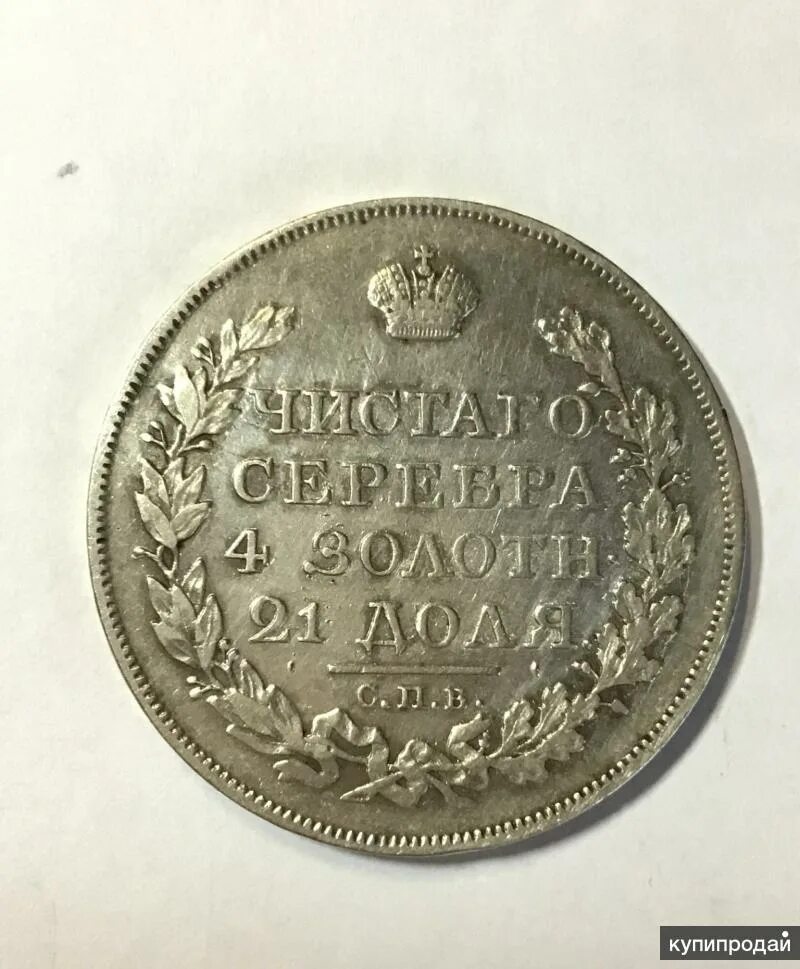 ЧИСТАГО
СЕРЕБРА
4 ЗОЛОТН·
21 ДОЛЯ
С.П.Б.
купипродай